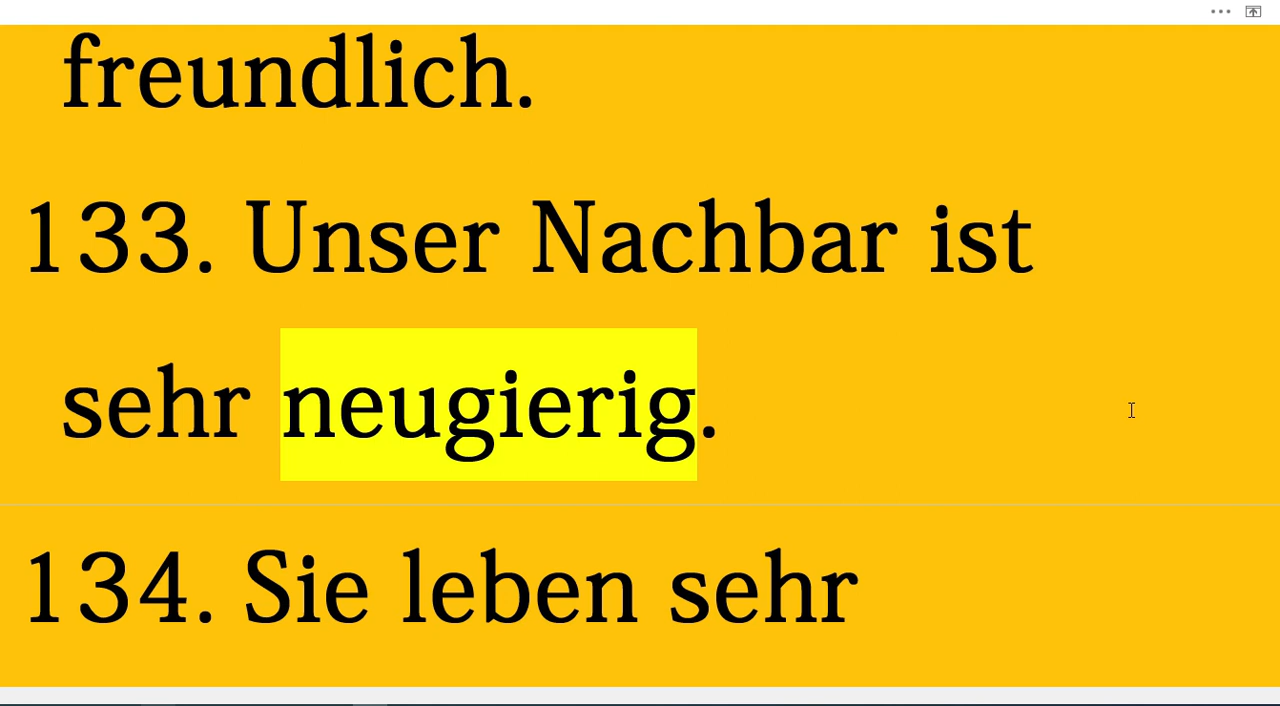 freundlich.
133. Unser Nachbar ist
sehr neugierig.
134. Sie leben sehr